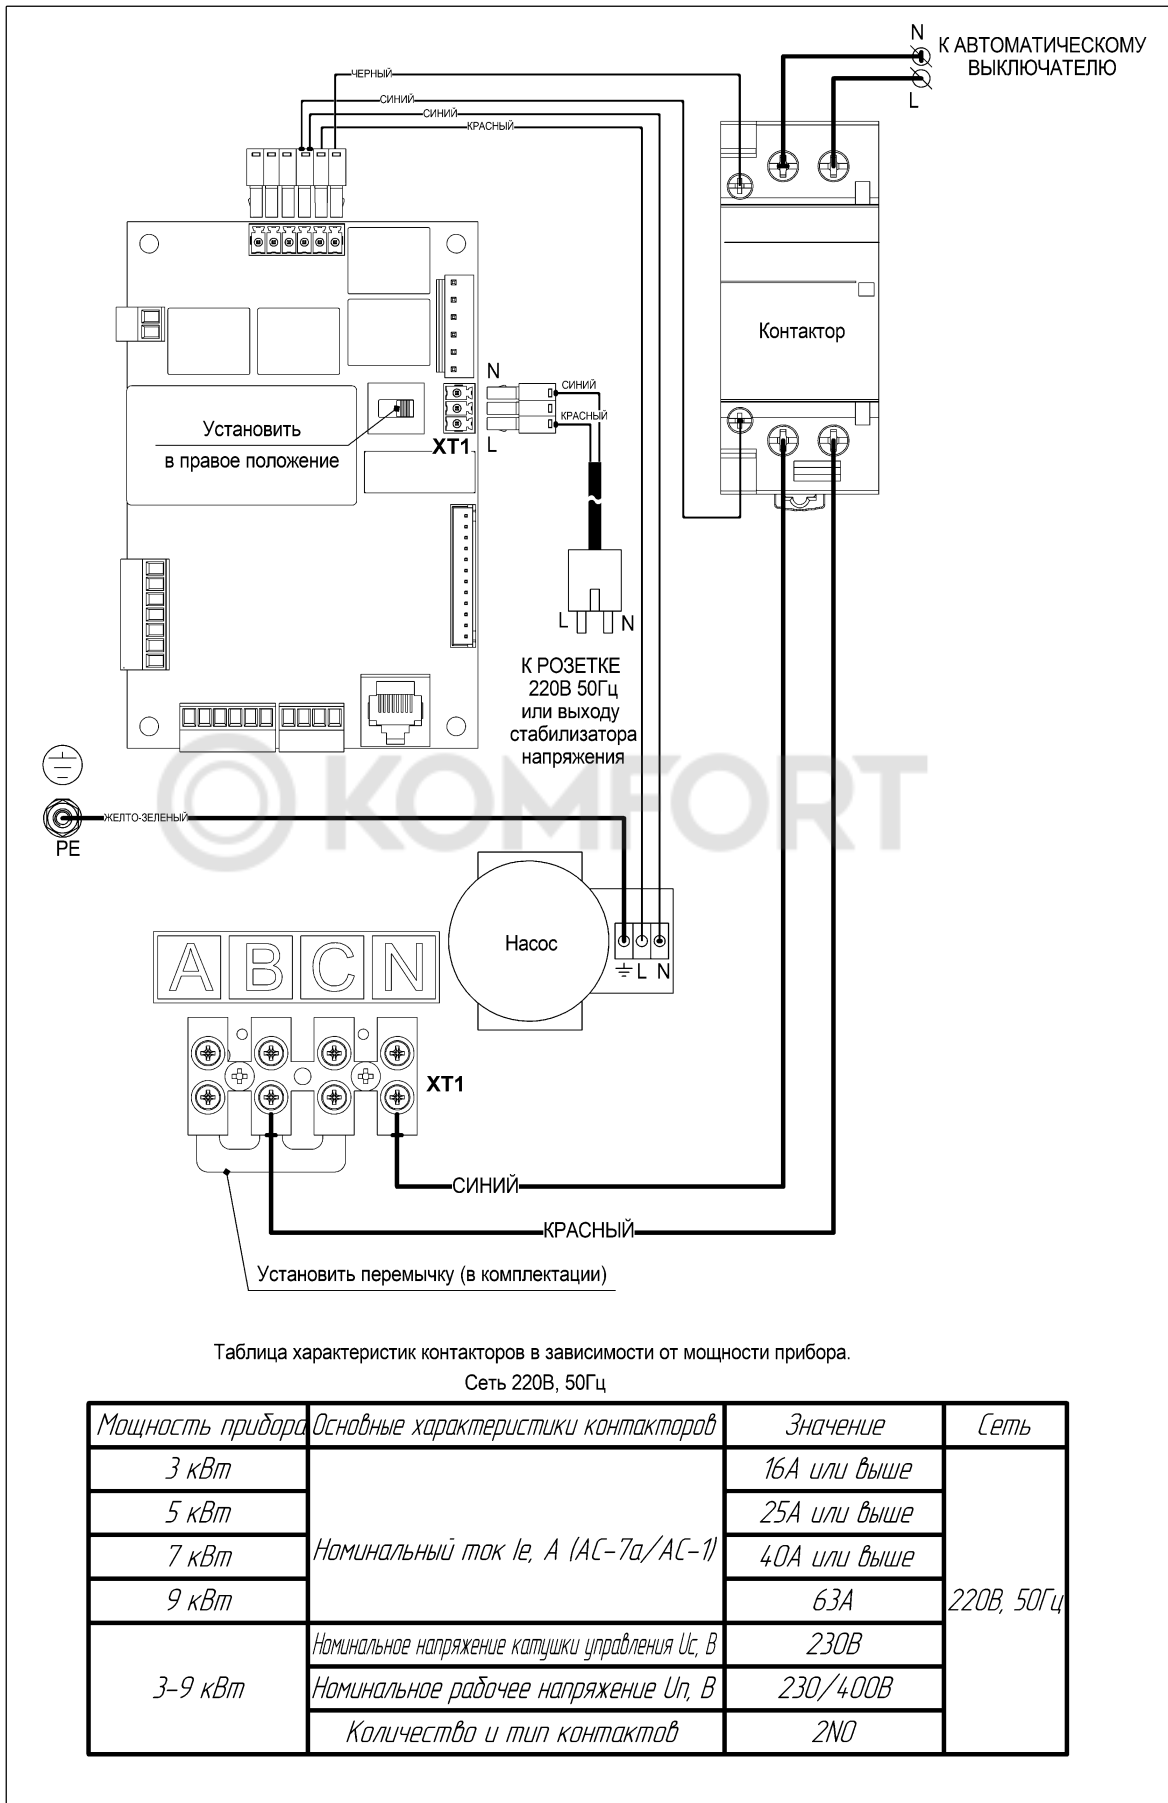 N
К АВТОМАТИЧЕСКОМУ
ВЫКЛЮЧАТЕЛЮ
L
ЧЕРНЫЙ
СИНИЙ
СИНИЙ
КРАСНЫЙ
Контактор
N
СИНИЙ
КРАСНЫЙ
XT1
L
Установить
в правое положение
L
N
К РОЗЕТКЕ
220В 50Гц
или выходу
стабилизатора
напряжения
KOMFORT
ЖЕЛТО-ЗЕЛЕНЫЙ
PE
Насос
L N
A B C N
XT1
СИНИЙ
КРАСНЫЙ
Установить перемычку (в комплектации)
Таблица характеристик контакторов в зависимости от мощности прибора.
Сеть 220В, 50Гц
Мощность прибора Основные характеристики контакторов Значение Сеть
3 кВт 16А или выше
5 кВт 25А или выше
Номинальный ток Ie, А (АС-7а/АС-1)
7 кВт 40А или выше
9 кВт 63А
220В, 50Гц
Номинальное напряжение катушки управления Uc, В 230В
3-9 кВт Номинальное рабочее напряжение Un, В 230/400В
Количество и тип контактов 2NO